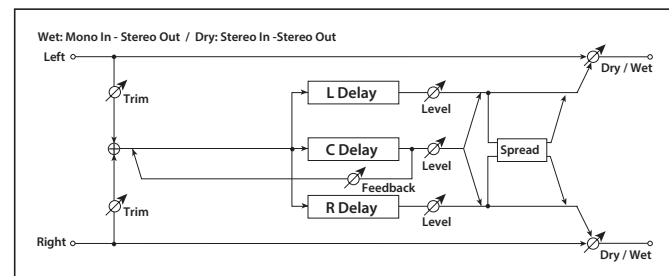 Wet: Mono In - Stereo Out / Dry: Stereo In -Stereo Out
Left
Dry / Wet
Trim
L Delay
Level
C Delay
Level
Spread
Feedback
Trim
R Delay
Level
Right
Dry / Wet